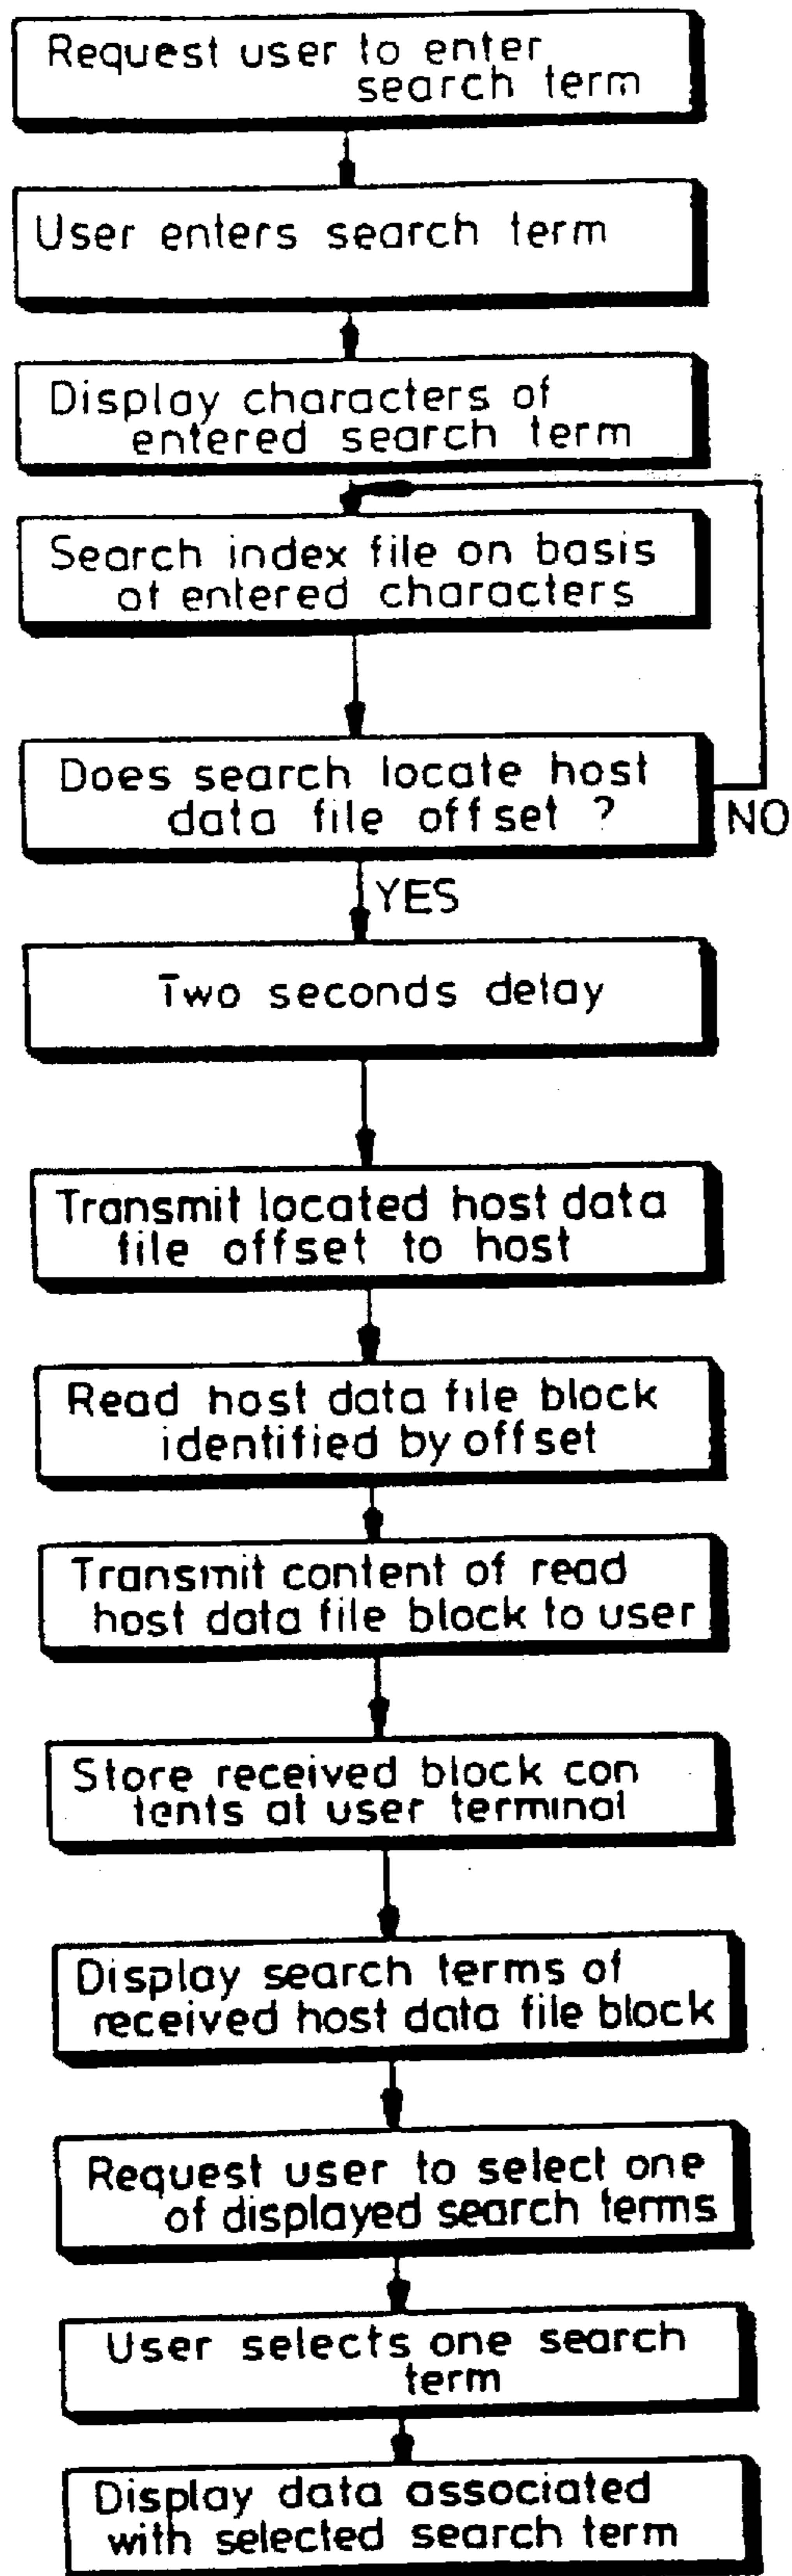 Request user to enter
search term
User enters search term
Display characters of
entered search term
Search index file on basis
of entered characters
Does search locate host
data file offset ?
NO
YES
Two seconds delay
Transmit located host data
file offset to host
Read host data file block
identified by offset
Transmit content of read
host data file block to user
Store received block con
tents at user terminal
Display search terms of
received host data file block
Request user to select one
of displayed search terms
User selects one search
term
Display data associated
with selected search term